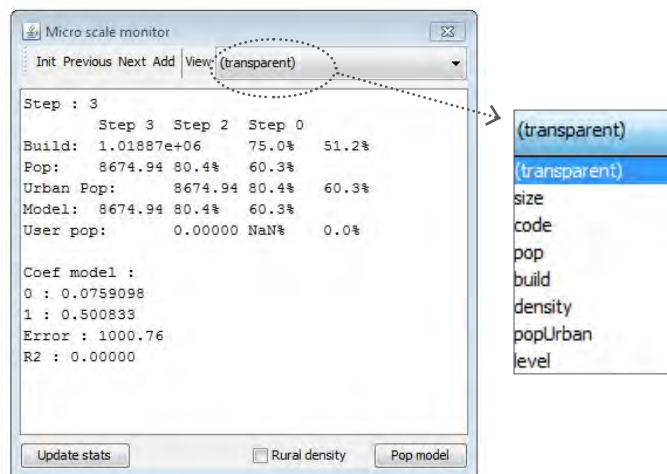 Micro scale monitor
Init Previous Next Add View (transparent)
Step : 3
Step 3 Step 2 Step 0
Build: 1.01887e+06 75.0% 51.2%
Pop: 8674.94 80.4% 60.3%
Urban Pop: 8674.94 80.4% 60.3%
Model: 8674.94 80.4% 60.3%
User pop: 0.00000 NaN% 0.0%
Coef model :
0 : 0.0759098
1 : 0.500833
Error : 1000.76
R2 : 0.00000
Update stats Rural density Pop model
(transparent)
(transparent)
size
code
pop
build
density
popUrban
level